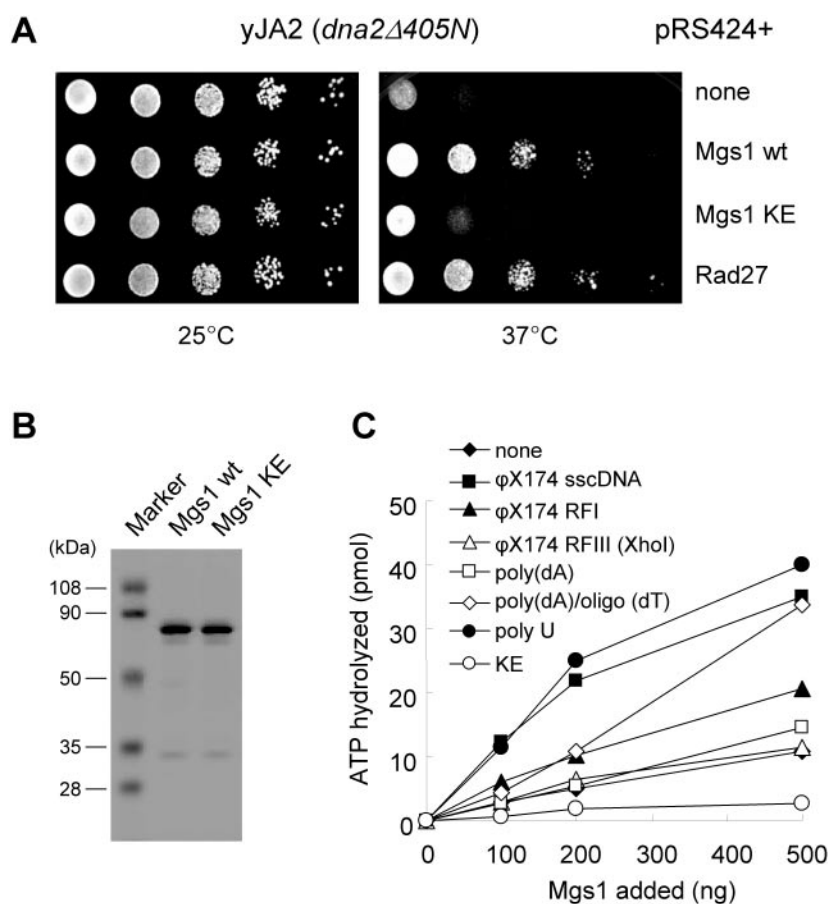 A
yJA2 (dna2Δ405N)
pRS424+
none
Mgs1 wt
Mgs1 KE
Rad27
25°C
37°C
B
Marker
Mgs1 wt
Mgs1 KE
(kDa)
108
90
50
35
28
C
none
φX174 sscDNA
φX174 RFI
φX174 RFIII (XhoI)
poly(dA)
poly(dA)/oligo (dT)
poly U
KE
ATP hydrolyzed (pmol)
50
40
30
20
10
0
0 100 200 300 400 500
Mgs1 added (ng)